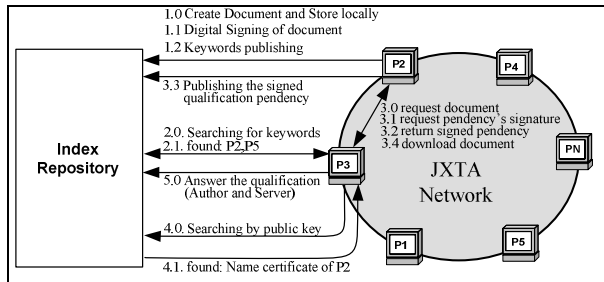 1.0 Create Document and Store locally
1.1 Digital Signing of document
1.2 Keywords publishing
3.3 Publishing the signed
qualification pendency
2.0. Searching for keywords
2.1. found: P2,P5
5.0 Answer the qualification
(Author and Server)
4.0. Searching by public key
4.1. found: Name certificate of P2
Index
Repository
P2
P4
3.0 request document
3.1 request pendency's signature
3.2 return signed pendency
3.4 download document
P3
PN
JXTA
Network
P1
P5